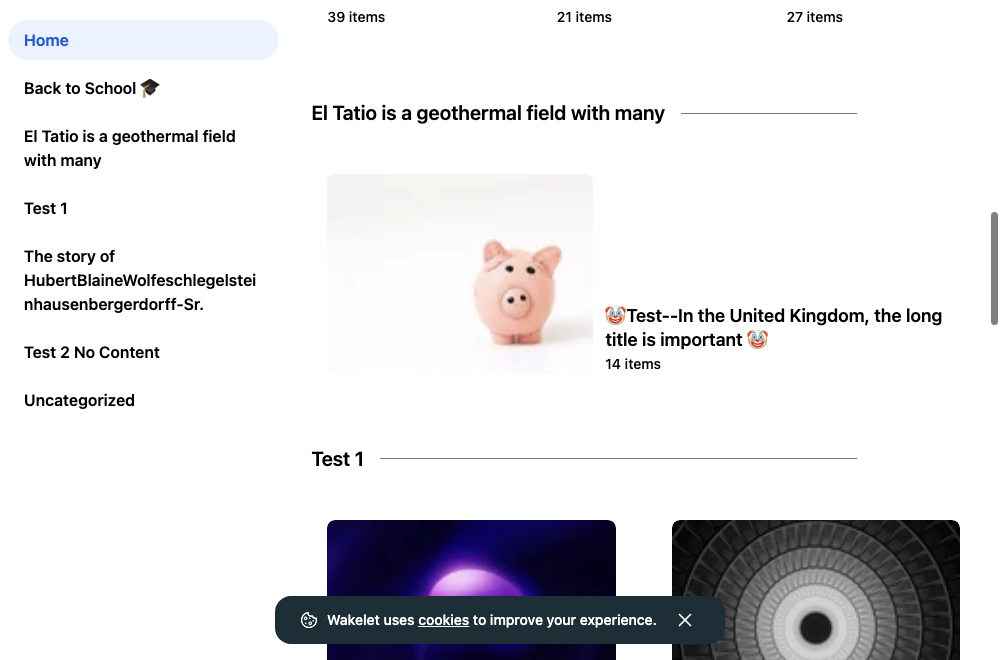 39 items
21 items
27 items
Home
Back to School 🎓
El Tatio is a geothermal field
with many
Test 1
The story of
HubertBlaineWolfeschlegelstei
nhausenbergerdorff-Sr.
Test 2 No Content
Uncategorized
El Tatio is a geothermal field with many
🤡Test--In the United Kingdom, the long
title is important 🤡
14 items
Test 1
Wakelet uses cookies to improve your experience.